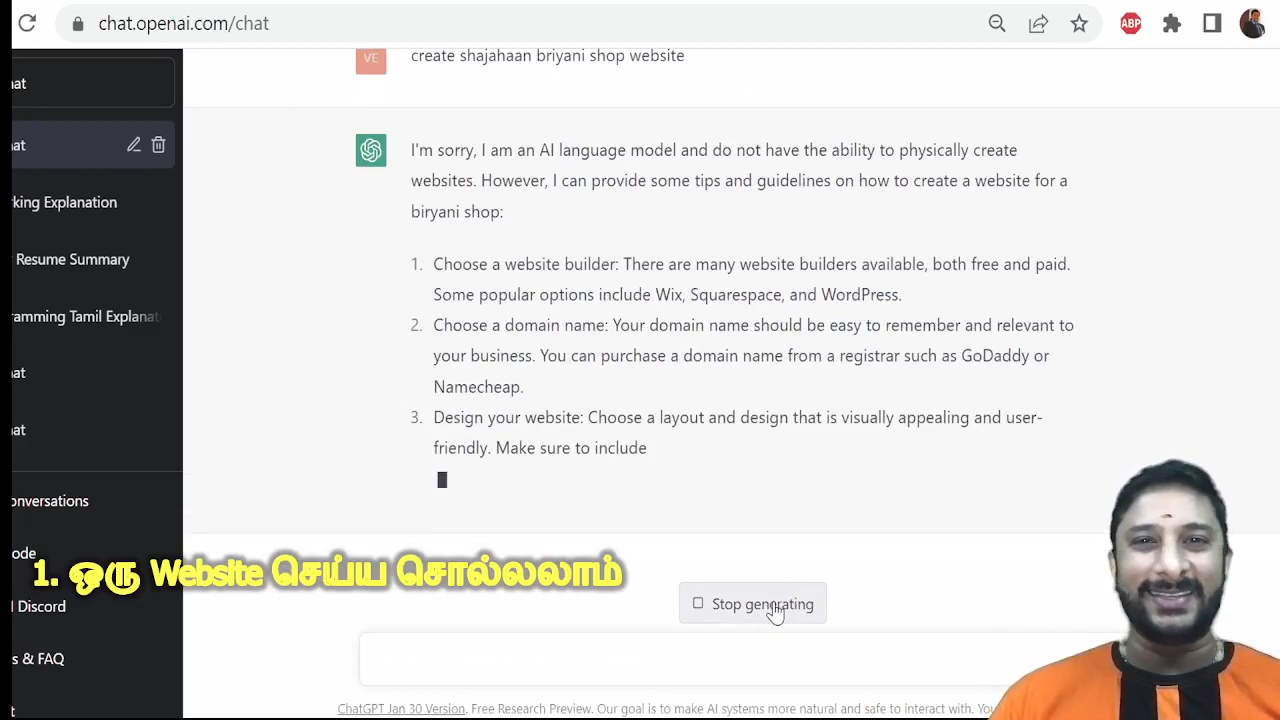 chat.openai.com/chat
ABP
VE
create shajahaan briyani shop website
I'm sorry, I am an AI language model and do not have the ability to physically create
websites. However, I can provide some tips and guidelines on how to create a website for a
biryani shop:
1. Choose a website builder: There are many website builders available, both free and paid.
Some popular options include Wix, Squarespace, and WordPress.
2. Choose a domain name: Your domain name should be easy to remember and relevant to
your business. You can purchase a domain name from a registrar such as GoDaddy or
Namecheap.
3. Design your website: Choose a layout and design that is visually appealing and user-
friendly. Make sure to include
hat
hat
king Explanation
Resume Summary
ramming Tamil Explanat
hat
hat
onversations
ode
Discord
s & FAQ
1. ஒரு Website செய்ய சொல்லலாம்
Stop generating
ChatGPT Jan 30 Version. Free Research Preview. Our goal is to make AI systems more natural and safe to interact with.